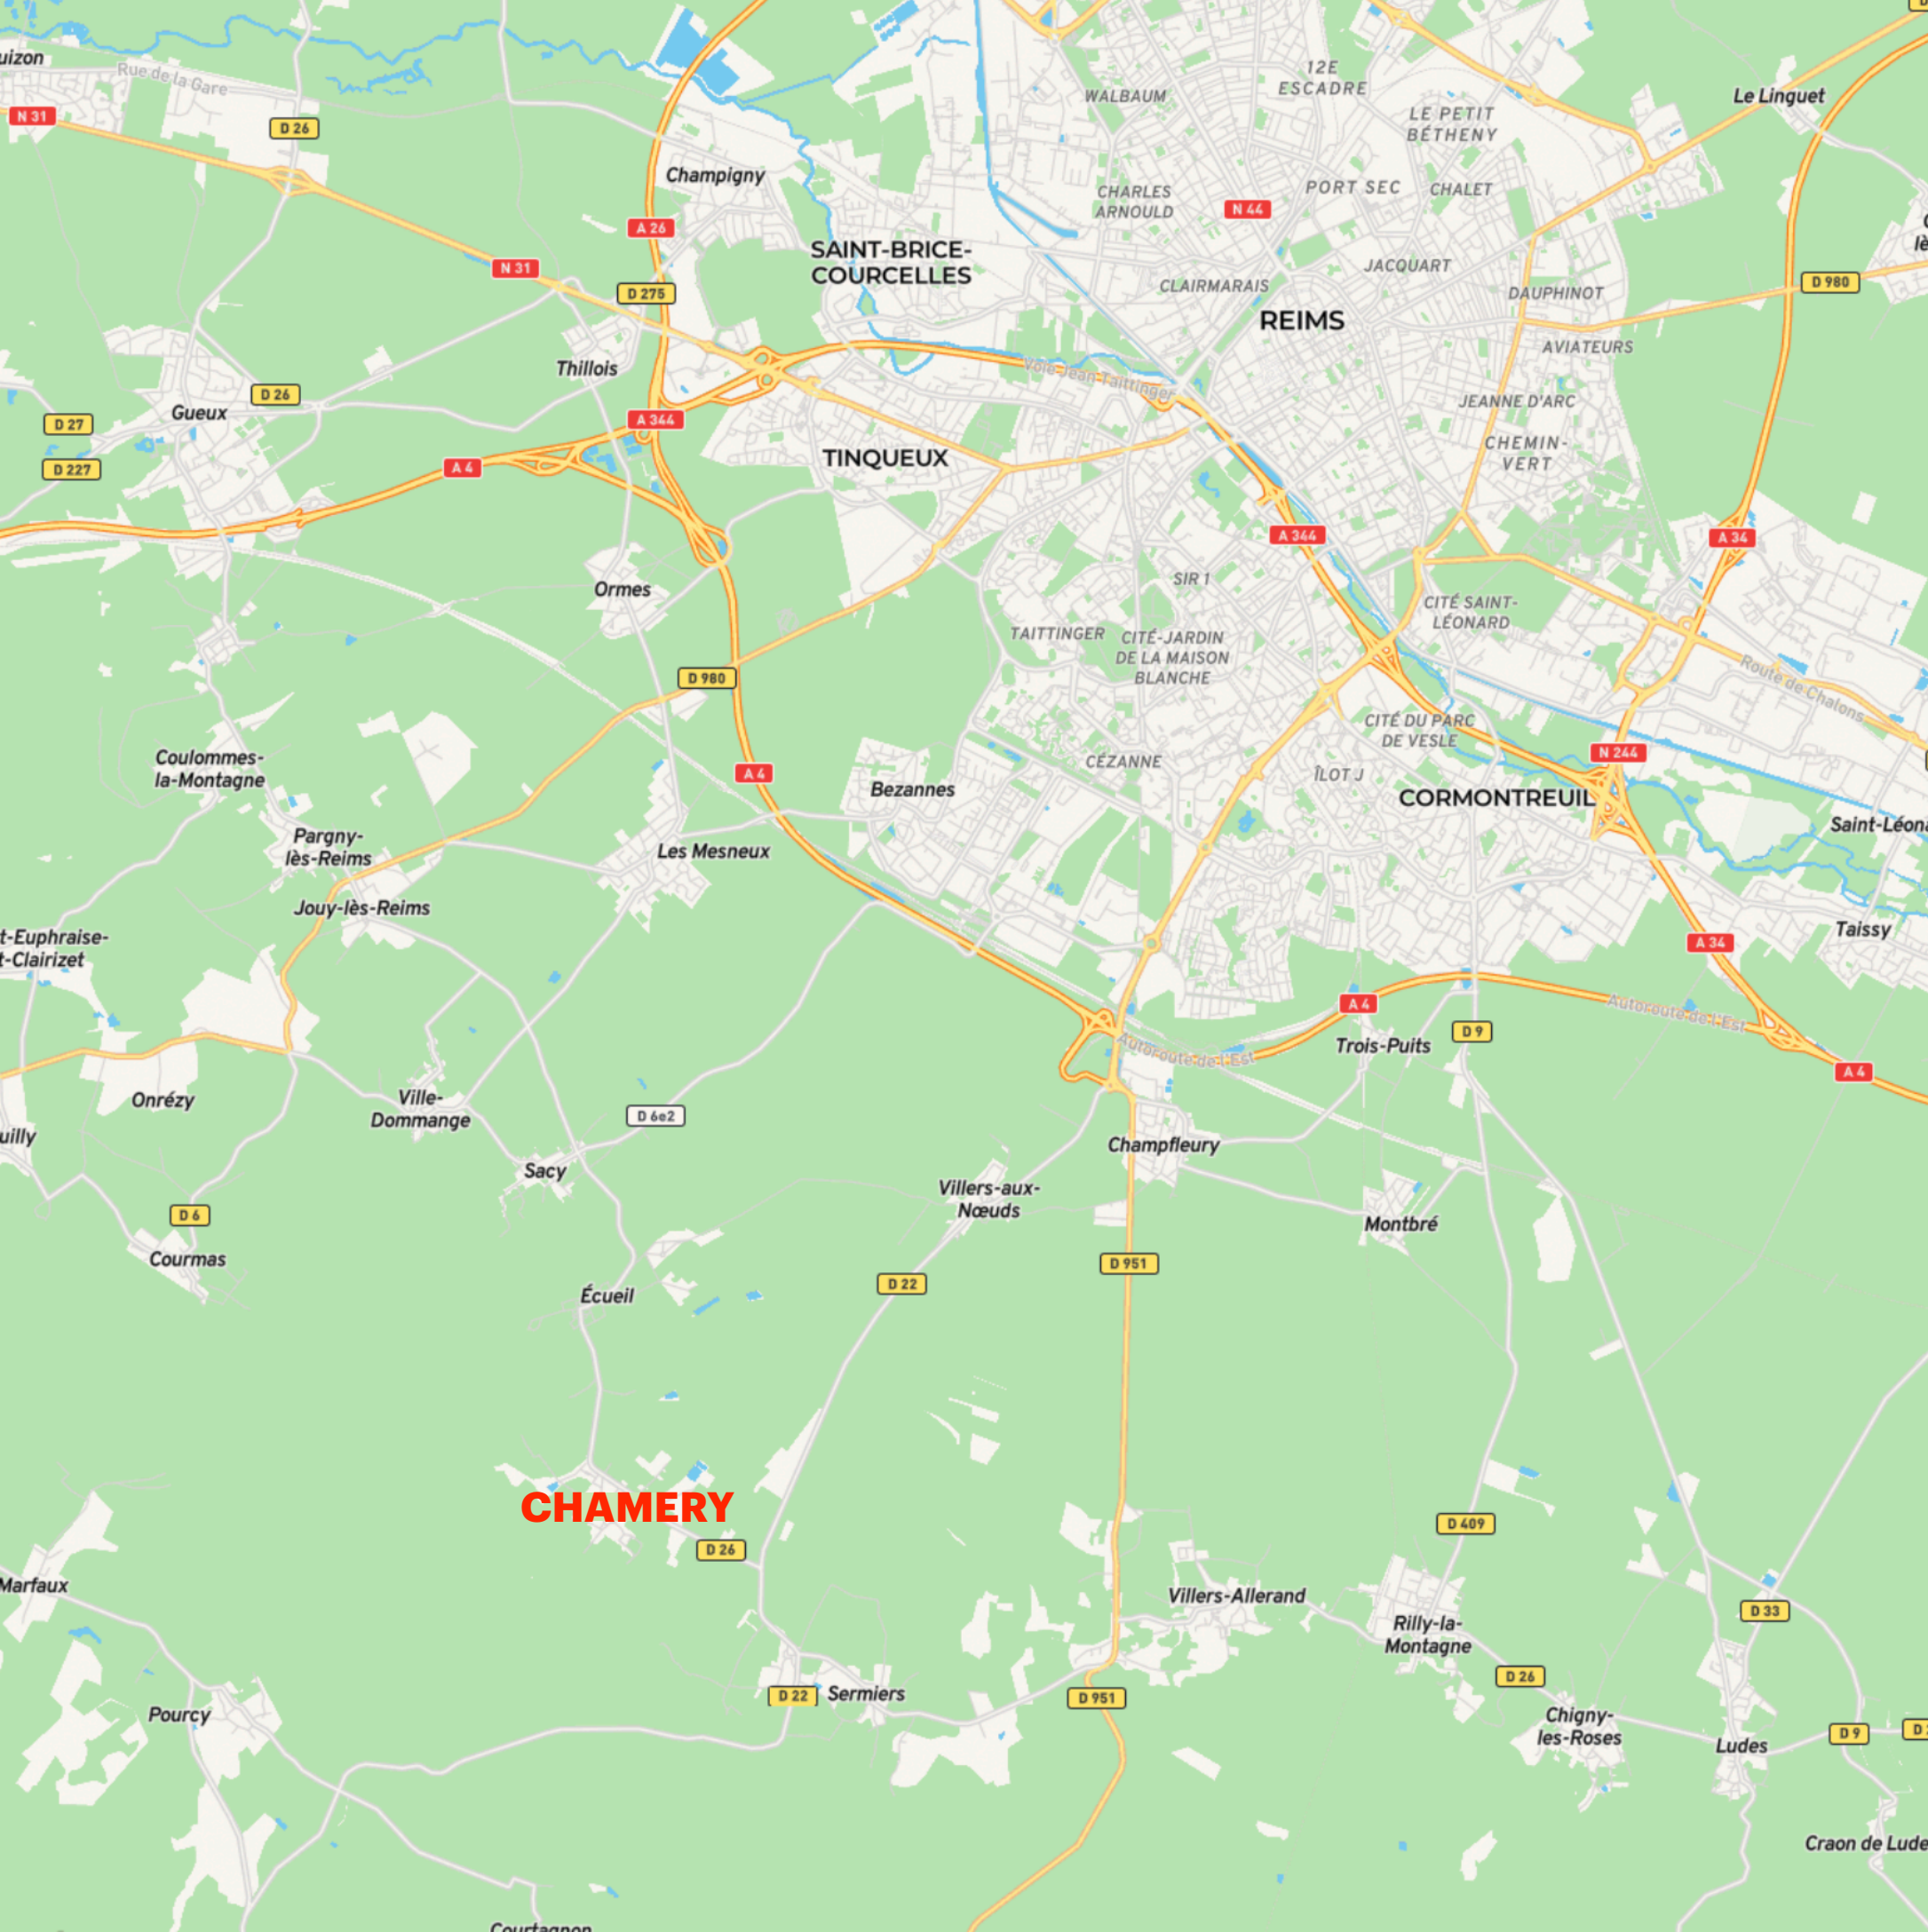 uizon
Rue de la Gare
N 31
D 26
12E
ESCADRE
WALBAUM
LE PETIT
BÉTHENY
Le Linguet
Champigny
CHARLES
ARNOULD
PORT SEC
CHALET
N 44
A 26
SAINT-BRICE-
COURCELLES
N 31
D 275
JACQUART
CLAIRMARAIS
DAUPHINOT
D 980
REIMS
AVIATEURS
Thillois
Voie Jean Taittinger
D 26
Gueux
D 27
A 344
JEANNE D'ARC
D 227
A 4
TINQUEUX
CHEMIN-
VERT
A 344
A 34
Ormes
SIR 1
CITÉ SAINT-
LÉONARD
TAITTINGER
CITÉ-JARDIN
DE LA MAISON
BLANCHE
D 980
Route de Chalons
CITÉ DU PARC
DE VESLE
N 244
Coulommes-
la-Montagne
A 4
CÉZANNE
ÎLOT J
Bezannes
CORMONTREUIL
Saint-Léona
Pargny-
lès-Reims
Les Mesneux
Jouy-lès-Reims
t-Euphraise-
t-Clairizet
Taissy
A 34
A 4
Autoroute de l'Est
D 9
Trois-Puits
Autoroute de l'Est
A 4
Onrézy
Ville-
Dommange
D 6e2
uilly
Champfleury
Sacy
Villers-aux-
Nœuds
D 6
Montbré
Courmas
D 951
D 22
Écueil
CHAMERY
D 26
D 409
Marfaux
Villers-Allerand
D 33
Rilly-la-
Montagne
D 26
D 22
Sermiers
D 951
Pourcy
Chigny-
les-Roses
D 9
Ludes
Craon de Lude
Courtagnon